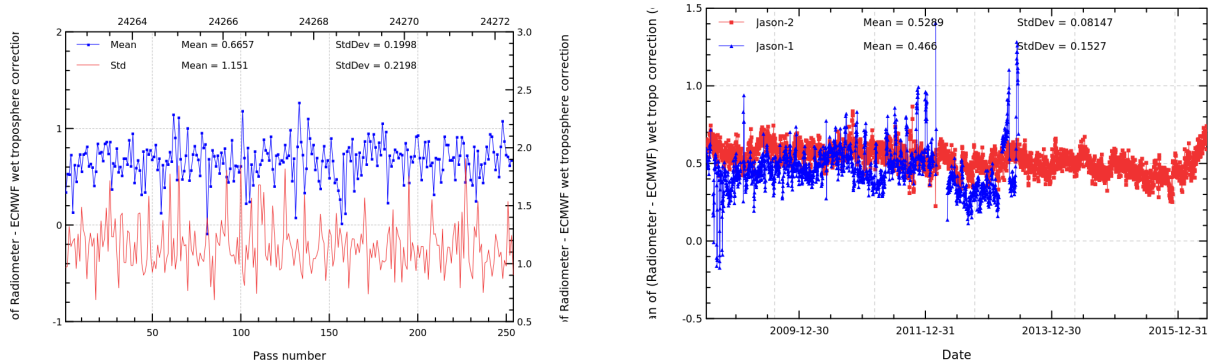 24264 24266 24268 24270 24272
2 3.0
Mean Mean = 0.6657 StdDev = 0.1998
Std Mean = 1.151 StdDev = 0.2198
2.5
1 2.0
1.5
0
1.0
-1 0.5
50 100 150 200 250
Pass number
of Radiometer - ECMWF wet troposphere correction
of Radiometer - ECMWF wet troposphere correction
1.5
Jason-2 Mean = 0.5289 StdDev = 0.08147
Jason-1 Mean = 0.466 StdDev = 0.1527
1.0
0.5
0.0
-0.5
2009-12-30 2011-12-31 2013-12-30 2015-12-31
Date
an of (Radiometer - ECMWF) wet tropo correction (